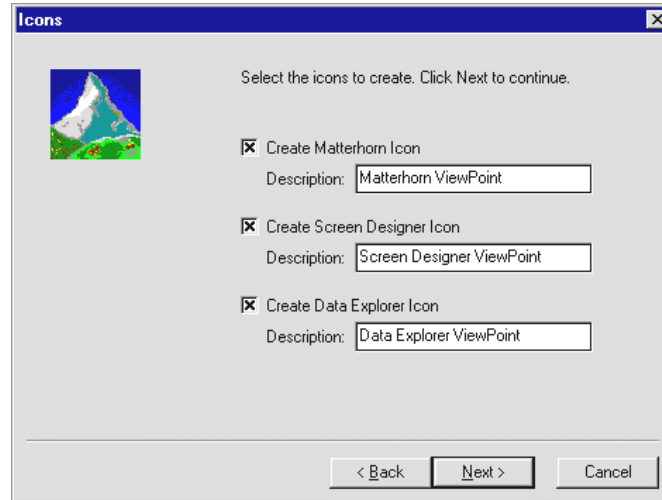 Icons
Select the icons to create. Click Next to continue.
Create Matterhorn Icon
Description: Matterhorn ViewPoint
Create Screen Designer Icon
Description: Screen Designer ViewPoint
Create Data Explorer Icon
Description: Data Explorer ViewPoint
< Back Next > Cancel